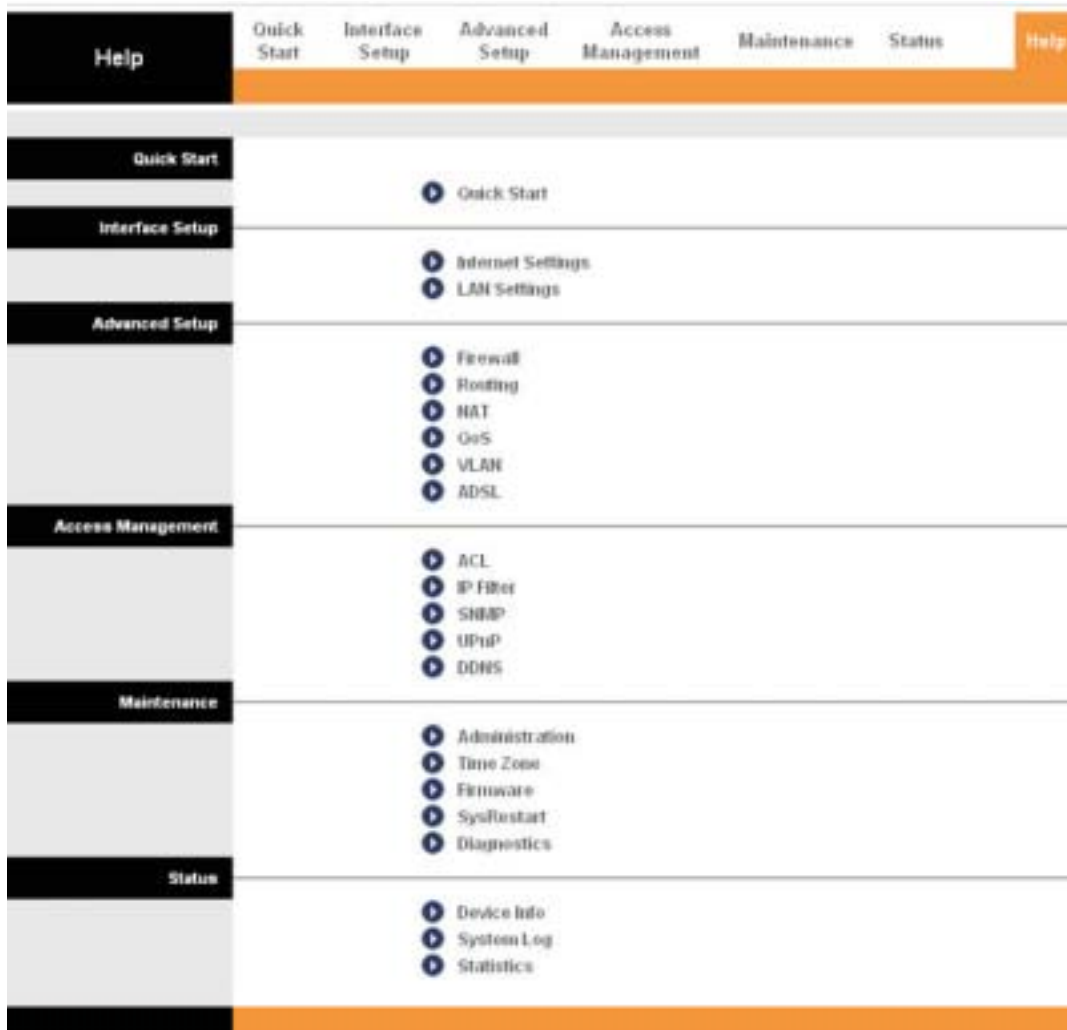 Help
Quick Start
Interface Setup
Advanced Setup
Access Management
Maintenance
Status
Help
Quick Start
Quick Start
Interface Setup
Internet Settings
LAN Settings
Advanced Setup
Firewall
Routing
NAT
QoS
VLAN
ADSL
Access Management
ACL
IP Filter
SNMP
UPnP
DDNS
Maintenance
Administration
Time Zone
Firmware
SysRestart
Diagnostics
Status
Device Info
System Log
Statistics